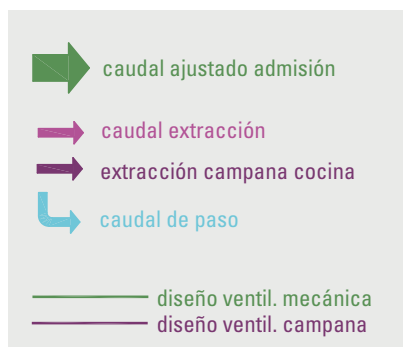 caudal ajustado admisión
caudal extracción
extracción campana cocina
caudal de paso
diseño ventil. mecánica
diseño ventil. campana